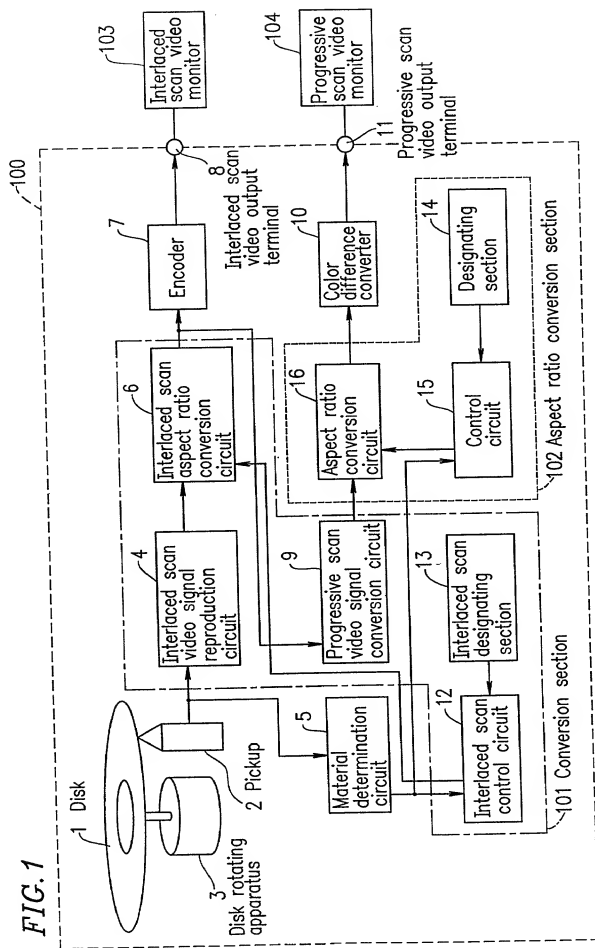 FIG.1
100
1 Disk
2 Pickup
3
Disk rotating
apparatus
4
Interlaced scan
video signal
reproduction
circuit
6
Interlaced scan
aspect ratio
conversion
circuit
7
Encoder
8
Interlaced scan
video output
terminal
103
Interlaced
scan video
monitor
5
Material
determination
circuit
9
Progressive scan
video signal
conversion circuit
16
Aspect ratio
conversion
circuit
10
Color
difference
converter
11
Progressive scan
video output
terminal
104
Progressive
scan video
monitor
12
Interlaced scan
control circuit
13
Interlaced scan
designating
section
15
Control
circuit
14
Designating
section
101 Conversion section
102 Aspect ratio conversion section